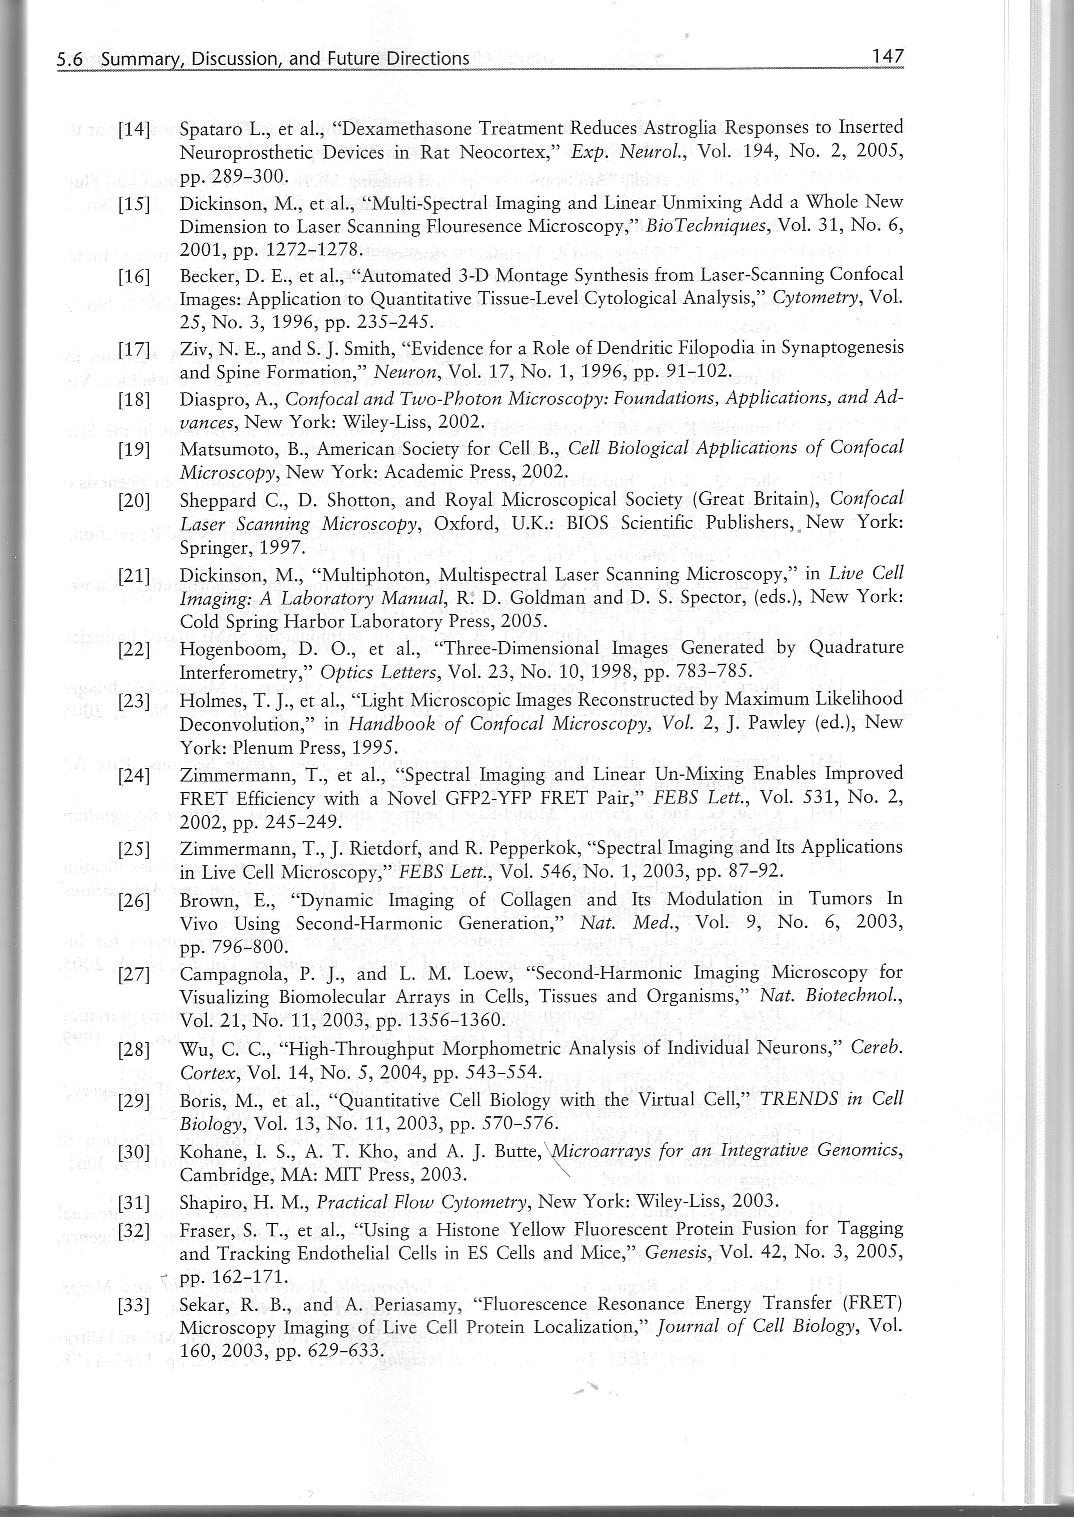 5.6 Summary, Discussion, and Future Directions 147
[14] Spataro L., et al., “Dexamethasone Treatment Reduces Astroglia Responses to Inserted
Neuroprosthetic Devices in Rat Neocortex,” Exp. Neurol., Vol. 194, No. 2, 2005,
pp. 289–300.
[15] Dickinson, M., et al., “Multi-Spectral Imaging and Linear Unmixing Add a Whole New
Dimension to Laser Scanning Flouresence Microscopy,” BioTechniques, Vol. 31, No. 6,
2001, pp. 1272–1278.
[16] Becker, D. E., et al., “Automated 3-D Montage Synthesis from Laser-Scanning Confocal
Images: Application to Quantitative Tissue-Level Cytological Analysis,” Cytometry, Vol.
25, No. 3, 1996, pp. 235–245.
[17] Ziv, N. E., and S. J. Smith, “Evidence for a Role of Dendritic Filopodia in Synaptogenesis
and Spine Formation,” Neuron, Vol. 17, No. 1, 1996, pp. 91–102.
[18] Diaspro, A., Confocal and Two-Photon Microscopy: Foundations, Applications, and Ad-
vances, New York: Wiley-Liss, 2002.
[19] Matsumoto, B., American Society for Cell B., Cell Biological Applications of Confocal
Microscopy, New York: Academic Press, 2002.
[20] Sheppard C., D. Shotton, and Royal Microscopical Society (Great Britain), Confocal
Laser Scanning Microscopy, Oxford, U.K.: BIOS Scientific Publishers, New York:
Springer, 1997.
[21] Dickinson, M., “Multiphoton, Multispectral Laser Scanning Microscopy,” in Live Cell
Imaging: A Laboratory Manual, R. D. Goldman and D. S. Spector, (eds.), New York:
Cold Spring Harbor Laboratory Press, 2005.
[22] Hogenboom, D. O., et al., “Three-Dimensional Images Generated by Quadrature
Interferometry,” Optics Letters, Vol. 23, No. 10, 1998, pp. 783–785.
[23] Holmes, T. J., et al., “Light Microscopic Images Reconstructed by Maximum Likelihood
Deconvolution,” in Handbook of Confocal Microscopy, Vol. 2, J. Pawley (ed.), New
York: Plenum Press, 1995.
[24] Zimmermann, T., et al., “Spectral Imaging and Linear Un-Mixing Enables Improved
FRET Efficiency with a Novel GFP2-YFP FRET Pair,” FEBS Lett., Vol. 531, No. 2,
2002, pp. 245–249.
[25] Zimmermann, T., J. Rietdorf, and R. Pepperkok, “Spectral Imaging and Its Applications
in Live Cell Microscopy,” FEBS Lett., Vol. 546, No. 1, 2003, pp. 87–92.
[26] Brown, E., “Dynamic Imaging of Collagen and Its Modulation in Tumors In
Vivo Using Second-Harmonic Generation,” Nat. Med., Vol. 9, No. 6, 2003,
pp. 796–800.
[27] Campagnola, P. J., and L. M. Loew, “Second-Harmonic Imaging Microscopy for
Visualizing Biomolecular Arrays in Cells, Tissues and Organisms,” Nat. Biotechnol.,
Vol. 21, No. 11, 2003, pp. 1356–1360.
[28] Wu, C. C., “High-Throughput Morphometric Analysis of Individual Neurons,” Cereb.
Cortex, Vol. 14, No. 5, 2004, pp. 543–554.
[29] Boris, M., et al., “Quantitative Cell Biology with the Virtual Cell,” TRENDS in Cell
Biology, Vol. 13, No. 11, 2003, pp. 570–576.
[30] Kohane, I. S., A. T. Kho, and A. J. Butte, Microarrays for an Integrative Genomics,
Cambridge, MA: MIT Press, 2003.
[31] Shapiro, H. M., Practical Flow Cytometry, New York: Wiley-Liss, 2003.
[32] Fraser, S. T., et al., “Using a Histone Yellow Fluorescent Protein Fusion for Tagging
and Tracking Endothelial Cells in ES Cells and Mice,” Genesis, Vol. 42, No. 3, 2005,
pp. 162–171.
[33] Sekar, R. B., and A. Periasamy, “Fluorescence Resonance Energy Transfer (FRET)
Microscopy Imaging of Live Cell Protein Localization,” Journal of Cell Biology, Vol.
160, 2003, pp. 629–633.